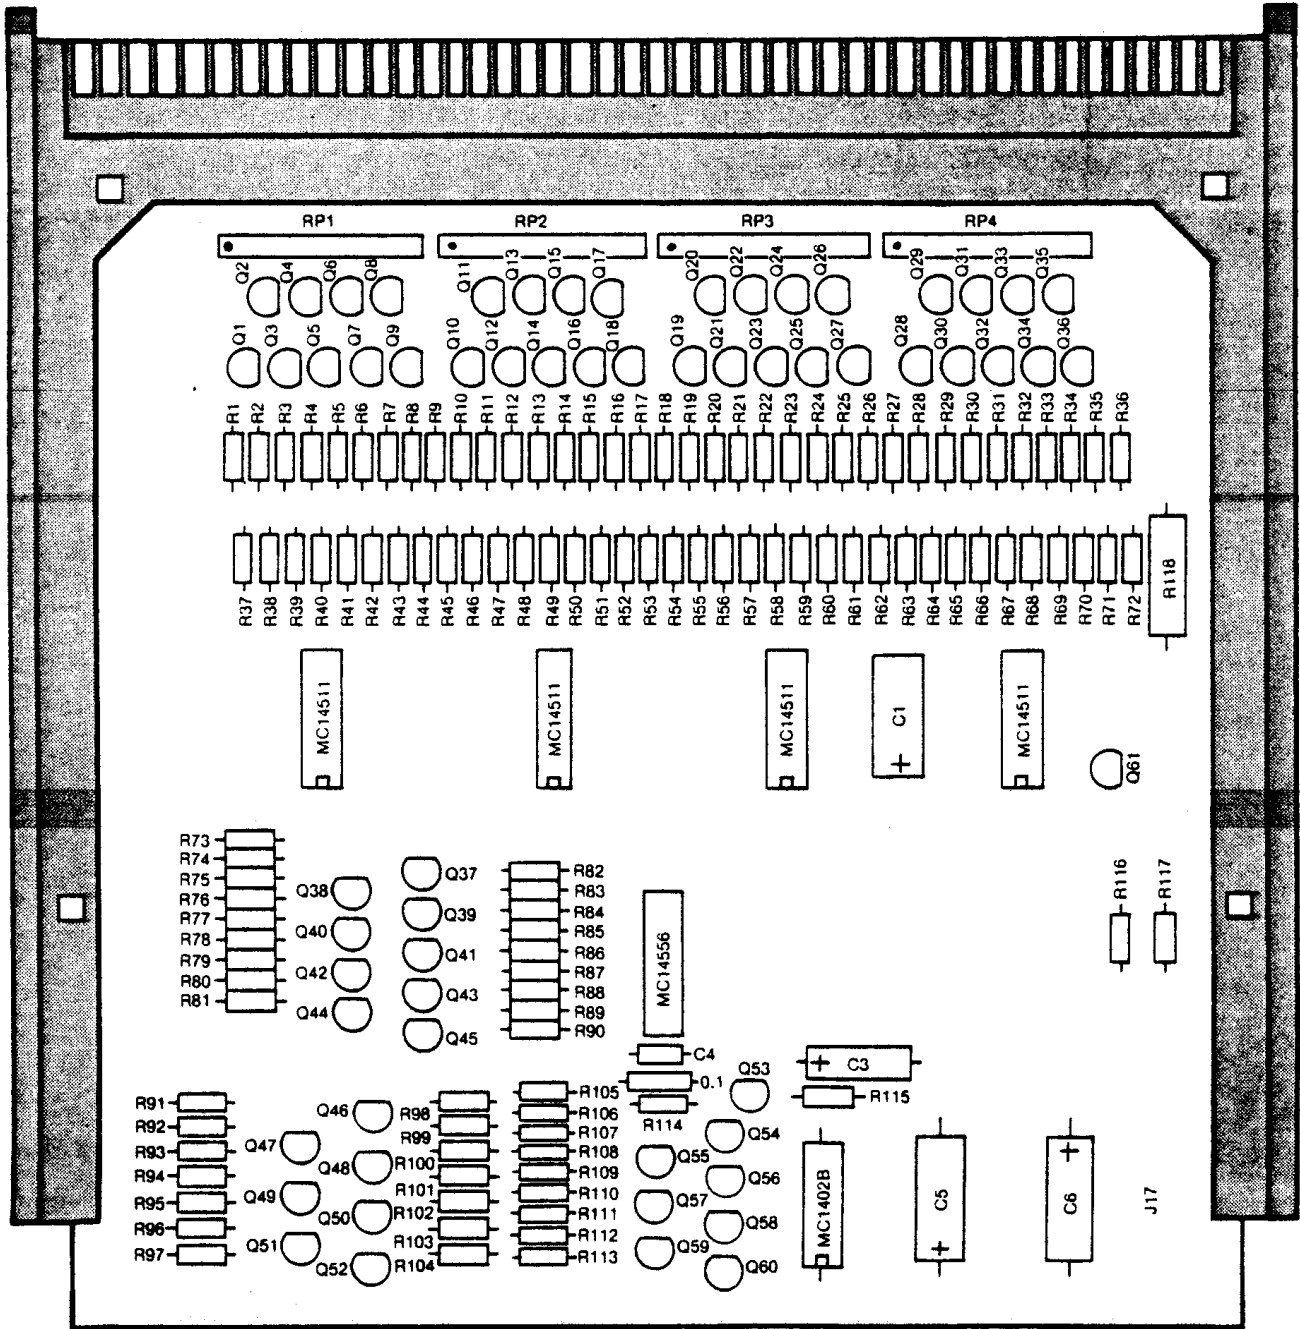 RP1 RP2 RP3 RP4
Q2 Q4 Q6 Q8 Q11 Q13 Q15 Q17 Q20 Q22 Q24 Q26 Q29 Q31 Q33 Q35
Q1 Q3 Q5 Q7 Q9 Q10 Q12 Q14 Q16 Q18 Q19 Q21 Q23 Q25 Q27 Q28 Q30 Q32 Q34 Q36
R1 R2 R3 R4 R5 R6 R7 R8 R9 R10 R11 R12 R13 R14 R15 R16 R17 R18 R19 R20 R21 R22 R23 R24 R25 R26 R27 R28 R29 R30 R31 R32 R33 R34 R35 R36
R37 R38 R39 R40 R41 R42 R43 R44 R45 R46 R47 R48 R49 R50 R51 R52 R53 R54 R55 R56 R57 R58 R59 R60 R61 R62 R63 R64 R65 R66 R67 R68 R69 R70 R71 R72 R118
MC14511 MC14511 MC14511 C1 + MC14511 Q61
R73
R74
R75
R76
R77
R78
R79
R80
R81
Q38
Q40
Q42
Q44
Q37
Q39
Q41
Q43
Q45
R82
R83
R84
R85
R86
R87
R88
R89
R90
MC14556
R116 R117
C4
0.1
R114
Q53
+ C3
R115
R91
R92
R93
R94
R95
R96
R97
Q46
Q47
Q48
Q49
Q50
Q51
Q52
R98
R99
R100
R101
R102
R103
R104
R105
R106
R107
R108
R109
R110
R111
R112
R113
Q54
Q55
Q56
Q57
Q58
Q59
Q60
MC1402B
C5 +
C6 +
J17